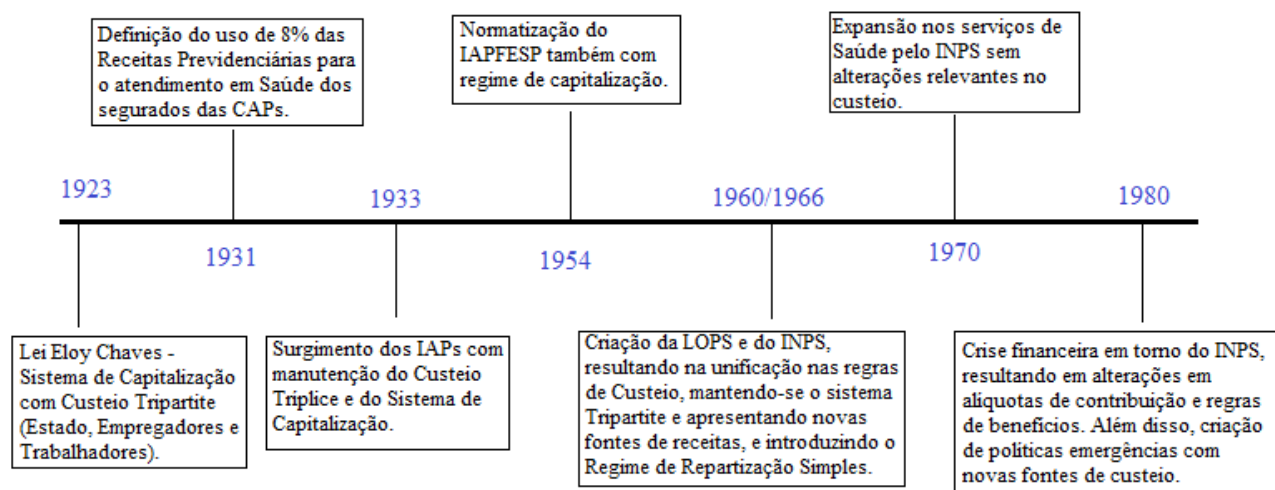 Definição do uso de 8% das
Receitas Previdenciárias para
o atendimento em Saúde dos
segurados das CAPs.
Normatização do
IAPFESP também com
regime de capitalização.
Expansão nos serviços de
Saúde pelo INPS sem
alterações relevantes no
custeio.
1923
1933
1960/1966
1980
1931
1954
1970
Lei Eloy Chaves -
Sistema de Capitalização
com Custeio Tripartite
(Estado, Empregadores e
Trabalhadores).
Surgimento dos IAPs com
manutenção do Custeio
Triplice e do Sistema de
Capitalização.
Criação da LOPS e do INPS,
resultando na unificação nas regras
de Custeio, mantendo-se o sistema
Tripartite e apresentando novas
fontes de receitas, e introduzindo o
Regime de Repartização Simples.
Crise financeira em torno do INPS,
resultando em alterações em
alíquotas de contribuição e regras
de benefícios. Além disso, criação
de políticas emergências com
novas fontes de custeio.